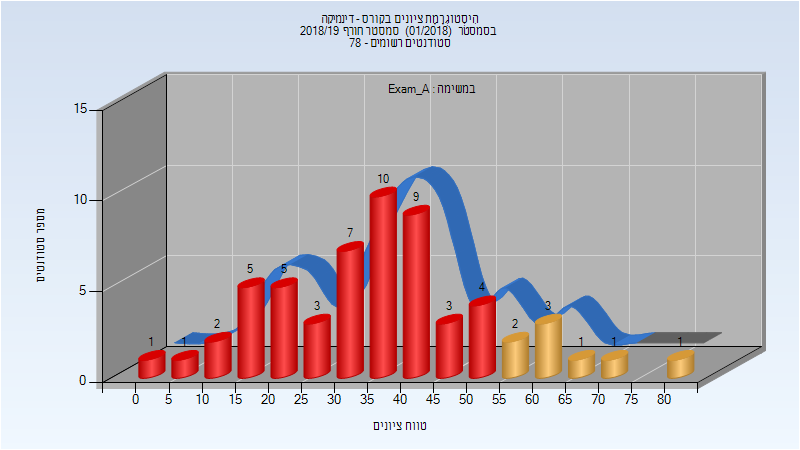 היסטוגרמת ציונים בקורס - דינמיקה
בסמסטר (01/2018) סמסטר חורף 2018/19
סטודנטים רשומים - 78
במשימה : Exam_A
מספר סטודנטים
15
10
5
0
1 1 2 5 5 3 7 10 9 3 4 2 3 1 1 1
0 5 10 15 20 25 30 35 40 45 50 55 60 65 70 75 80
טווח ציונים